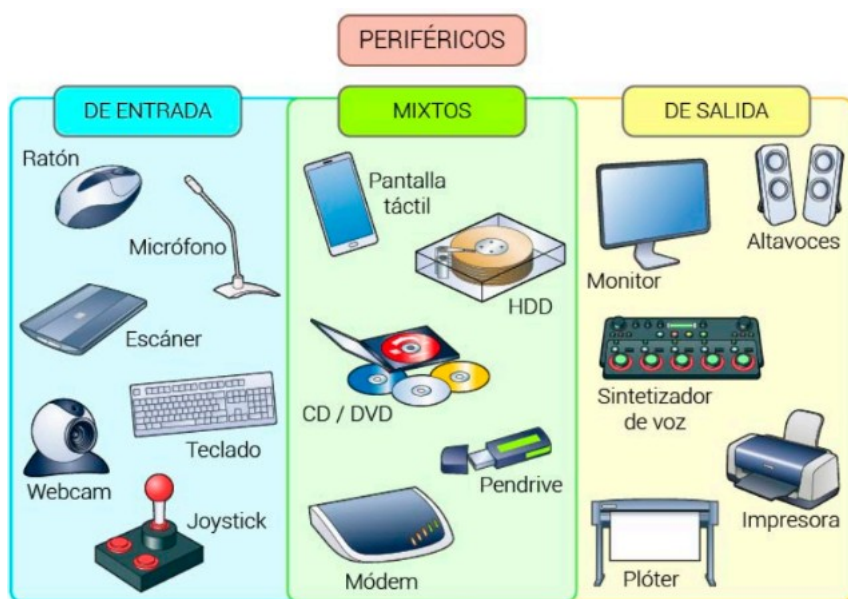 PERIFÉRICOS
DE ENTRADA
Ratón
Micrófono
Escáner
Teclado
Webcam
Joystick
MIXTOS
Pantalla
táctil
HDD
CD / DVD
Pendrive
Módem
DE SALIDA
Altavoces
Monitor
Sintetizador
de voz
Impresora
Plóter